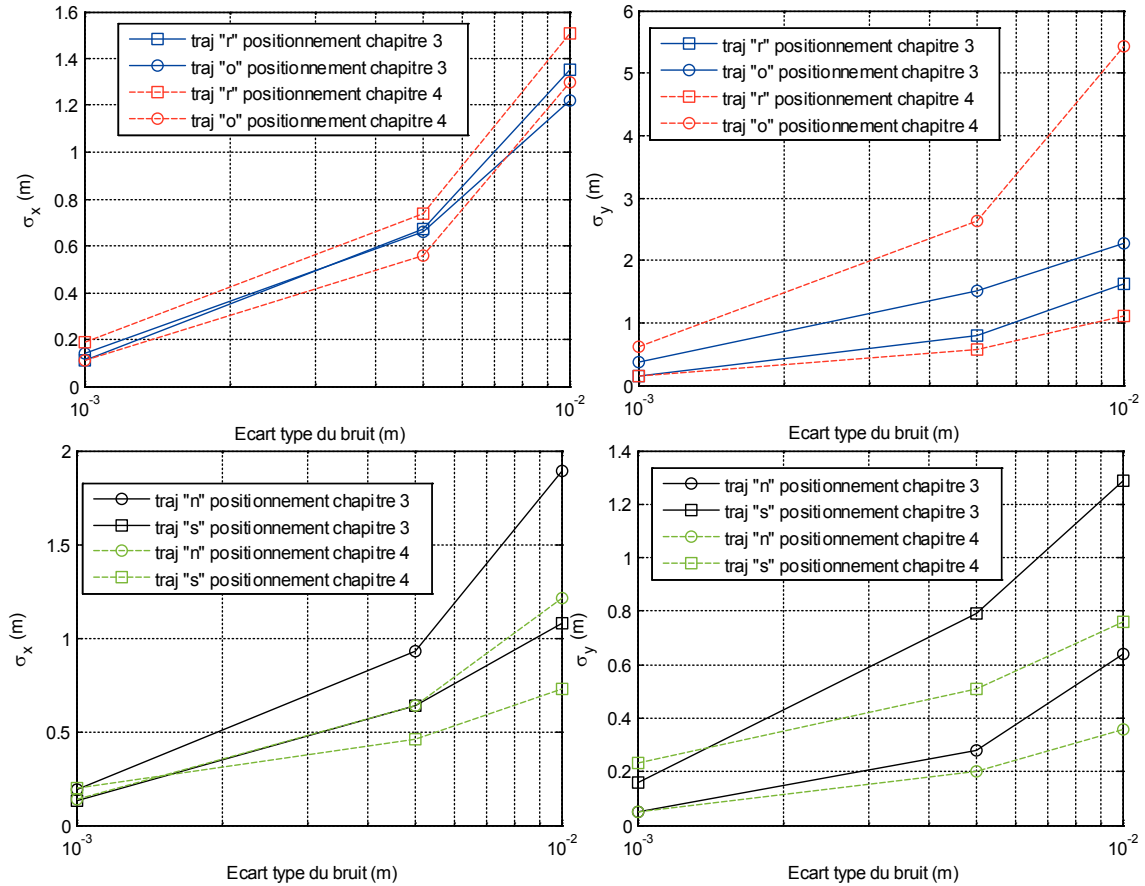 1.6
1.4
1.2
1
0.8
0.6
0.4
0.2
0
σx (m)
traj "r" positionnement chapitre 3
traj "o" positionnement chapitre 3
traj "r" positionnement chapitre 4
traj "o" positionnement chapitre 4
10-3
10-2
Ecart type du bruit (m)
6
5
4
3
2
1
0
σy (m)
traj "r" positionnement chapitre 3
traj "o" positionnement chapitre 3
traj "r" positionnement chapitre 4
traj "o" positionnement chapitre 4
10-3
10-2
Ecart type du bruit (m)
2
1.5
1
0.5
0
σx (m)
traj "n" positionnement chapitre 3
traj "s" positionnement chapitre 3
traj "n" positionnement chapitre 4
traj "s" positionnement chapitre 4
10-3
10-2
Ecart type du bruit (m)
1.4
1.2
1
0.8
0.6
0.4
0.2
0
σy (m)
traj "n" positionnement chapitre 3
traj "s" positionnement chapitre 3
traj "n" positionnement chapitre 4
traj "s" positionnement chapitre 4
10-3
10-2
Ecart type du bruit (m)